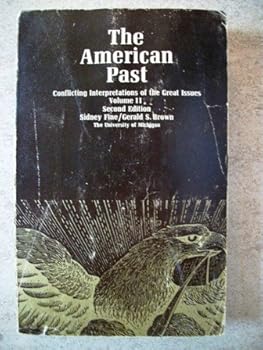 The
American
Past
Conflicting Interpretations of the Great Issues
Volume II
Second Edition
Sidney Fine/Gerald S. Brown
The University of Michigan